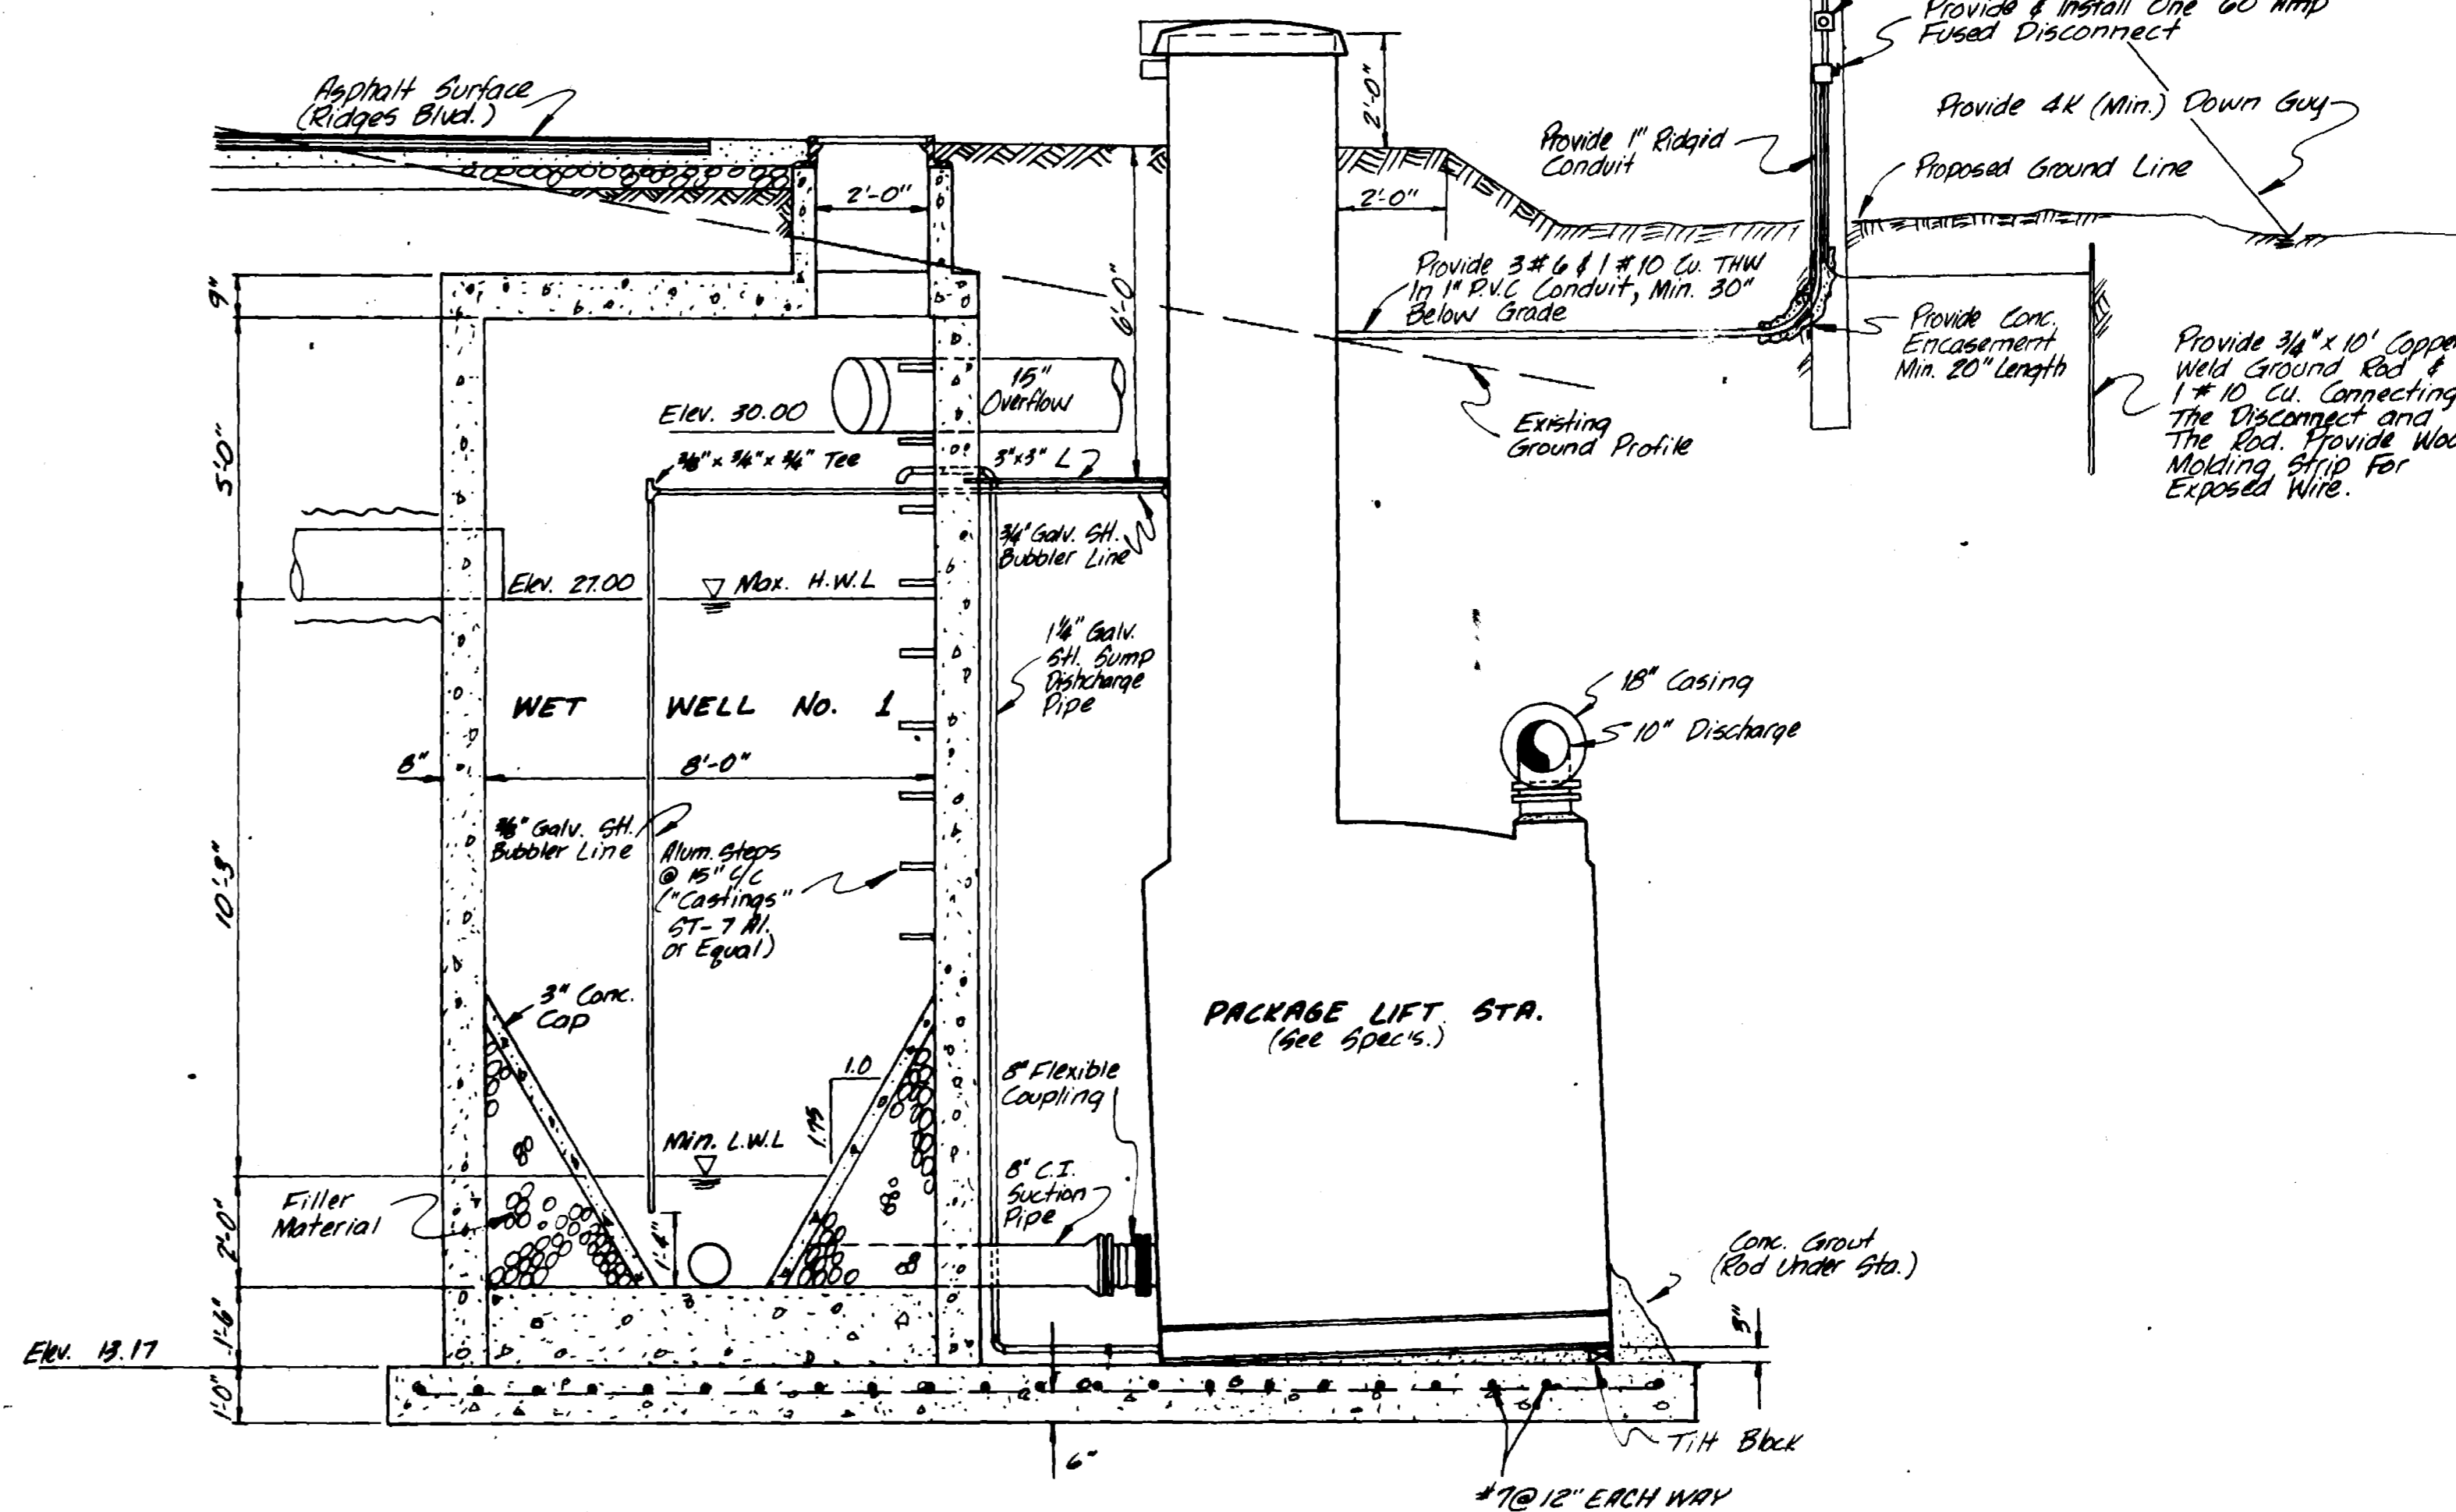 Provide & Install One 60 Amp
Fused Disconnect
Asphalt Surface
(Ridges Blvd.)
2'-0"
Provide 4K (Min.) Down Guy
Provide 1" Ridgid
Conduit
Proposed Ground Line
2'-0"
2'-0"
9"
6'-0"
Provide 3 #6 & 1 #10 Cu. THW
In 1" P.V.C Conduit, Min. 30"
Below Grade
Provide Conc.
Encasement
Min. 20" Length
Provide 3/4" x 10' Coppe
Weld Ground Rod &
1 #10 Cu. Connecting
The Disconnect and
The Rod. Provide Woo
Molding Strip For
Exposed Wire.
15"
Overflow
Elev. 30.00
Existing
Ground Profile
5'-0"
3/8" x 3/4" x 3/4" Tee
3"x3" L
3/4" Galv. Stl.
Bubbler Line
Elev. 27.00
Max. H.W.L
1 1/4" Galv.
Stl. Sump
Dishcharge
Pipe
18" Casing
10" Discharge
WET WELL No. 1
8"
8'-0"
3/8" Galv. Stl.
Bubbler Line
Alum. Steps
@ 15" C/C
("Castings"
ST-7 Al.
or Equal)
10'-3"
3" Conc.
Cap
PACKAGE LIFT STA.
(See Spec's.)
1.0
1.75
8" Flexible
Coupling
Min. L.W.L
8" C.I.
Suction
Pipe
Filler
Material
2'-0"
1'-4"
Conc. Grout
(Rod Under Sta.)
1'-6"
3"
Elev. 13.17
1'-0"
6"
Tilt Block
#7@12" EACH WAY